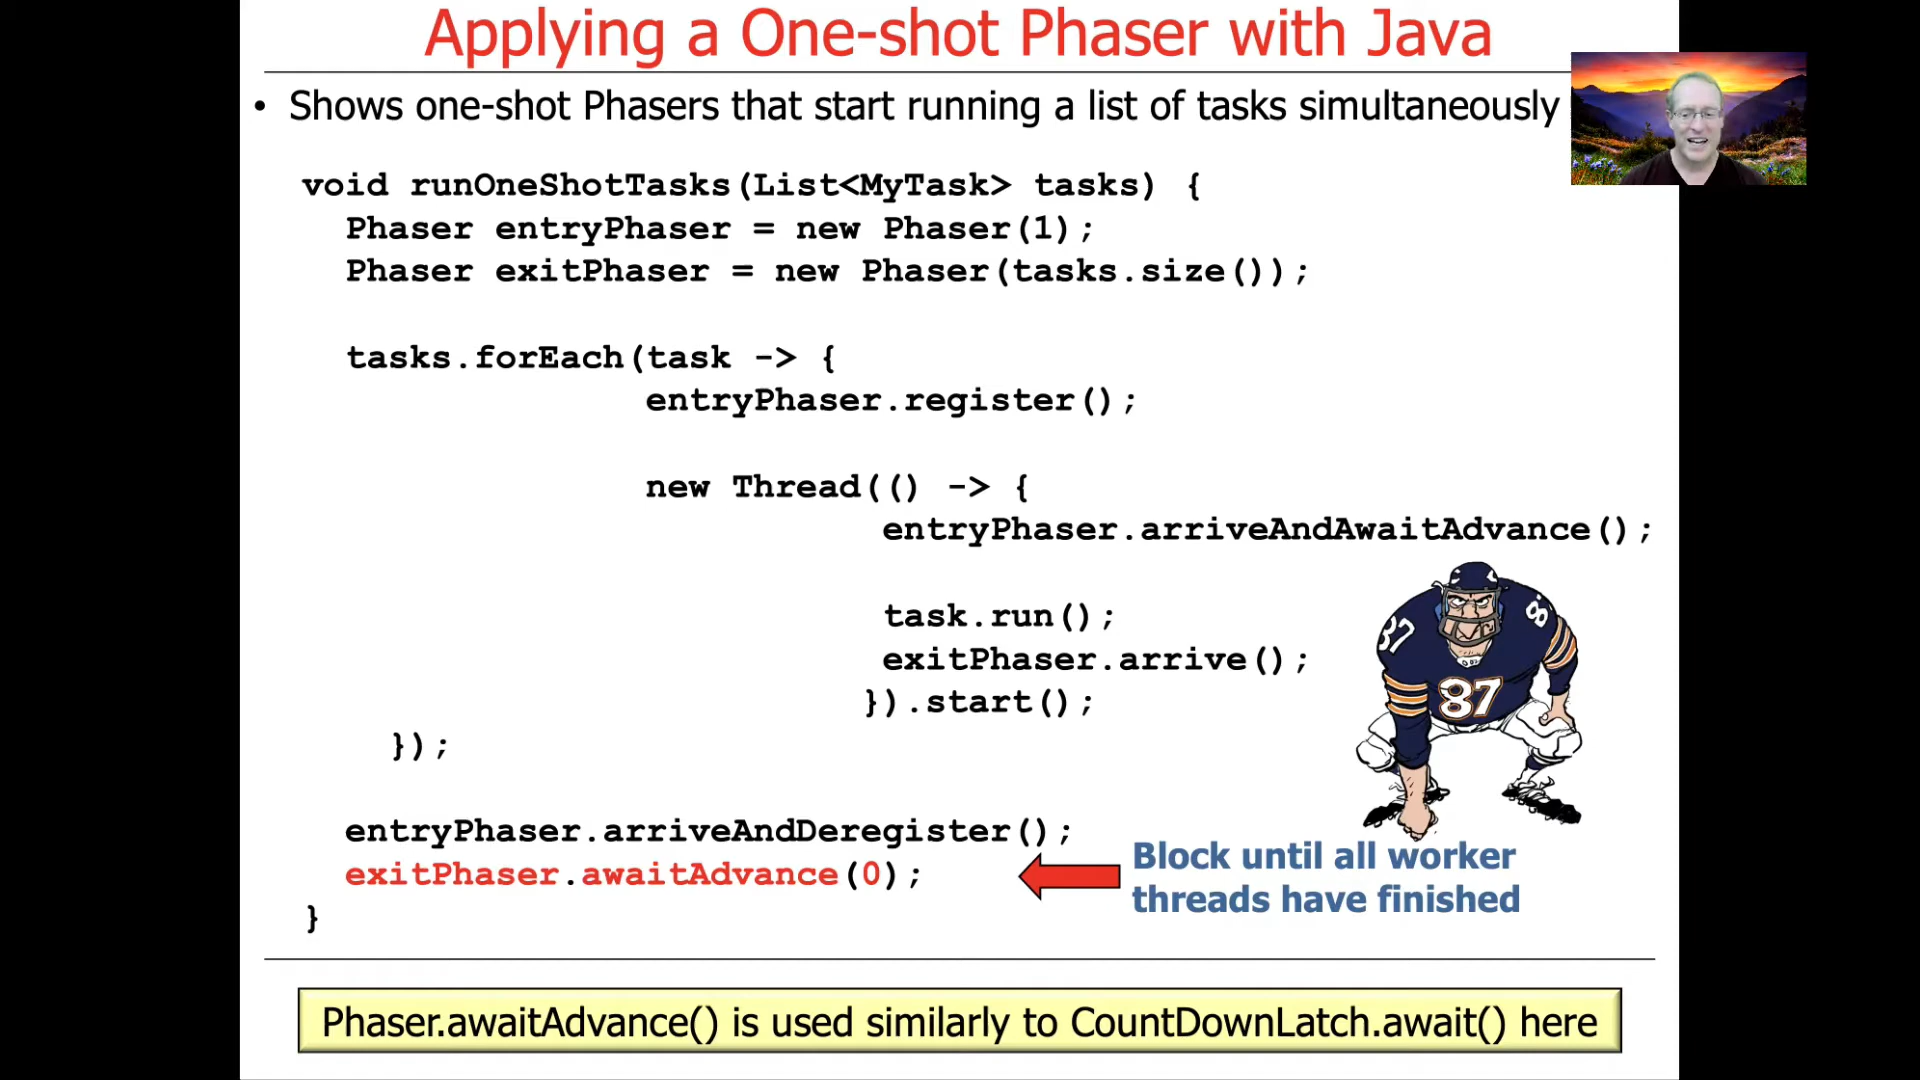 Applying a One-shot Phaser with Java
• Shows one-shot Phasers that start running a list of tasks simultaneously
void runOneShotTasks(List<MyTask> tasks) {
Phaser entryPhaser = new Phaser(1);
Phaser exitPhaser = new Phaser(tasks.size());
tasks.forEach(task -> {
entryPhaser.register();
new Thread(() -> {
entryPhaser.arriveAndAwaitAdvance();
task.run();
exitPhaser.arrive();
}).start();
});
87
8
87
entryPhaser.arriveAndDeregister();
exitPhaser.awaitAdvance(0);
}
Block until all worker
threads have finished
Phaser.awaitAdvance() is used similarly to CountDownLatch.await() here